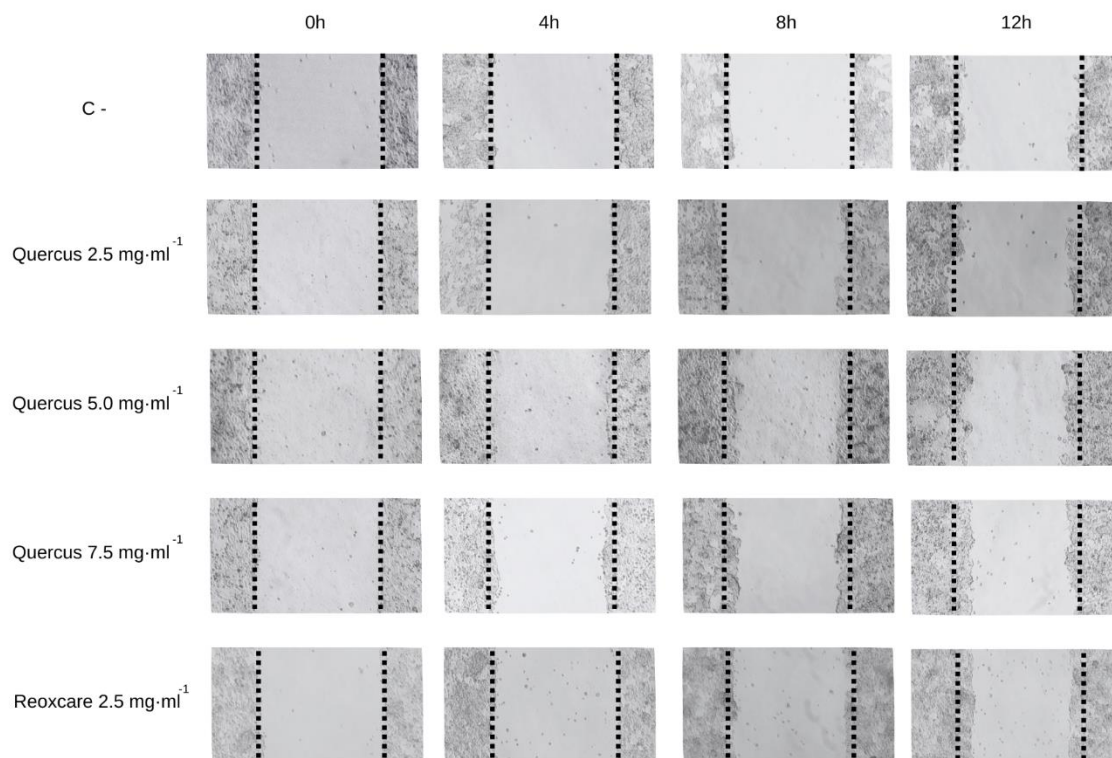 0h 4h 8h 12h
C -
Quercus 2.5 mg·ml-1
Quercus 5.0 mg·ml-1
Quercus 7.5 mg·ml-1
Reoxcare 2.5 mg·ml-1